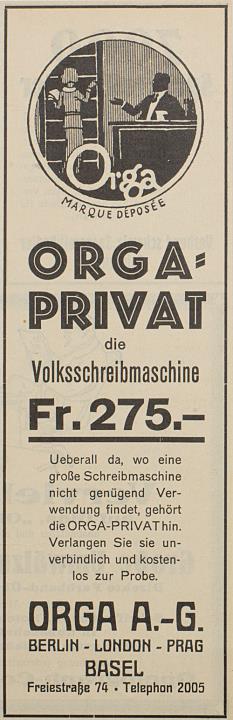 Orga
MARQUE DÉPOSÉE
ORGA-
PRIVAT
die
Volksschreibmaschine
Fr. 275.–
Ueberall da, wo eine
große Schreibmaschine
nicht genügend Ver-
wendung findet, gehört
die ORGA-PRIVAT hin.
Verlangen Sie sie un-
verbindlich und kosten-
los zur Probe.
ORGA A.-G.
BERLIN - LONDON - PRAG
BASEL
Freiestraße 74 · Telephon 2005